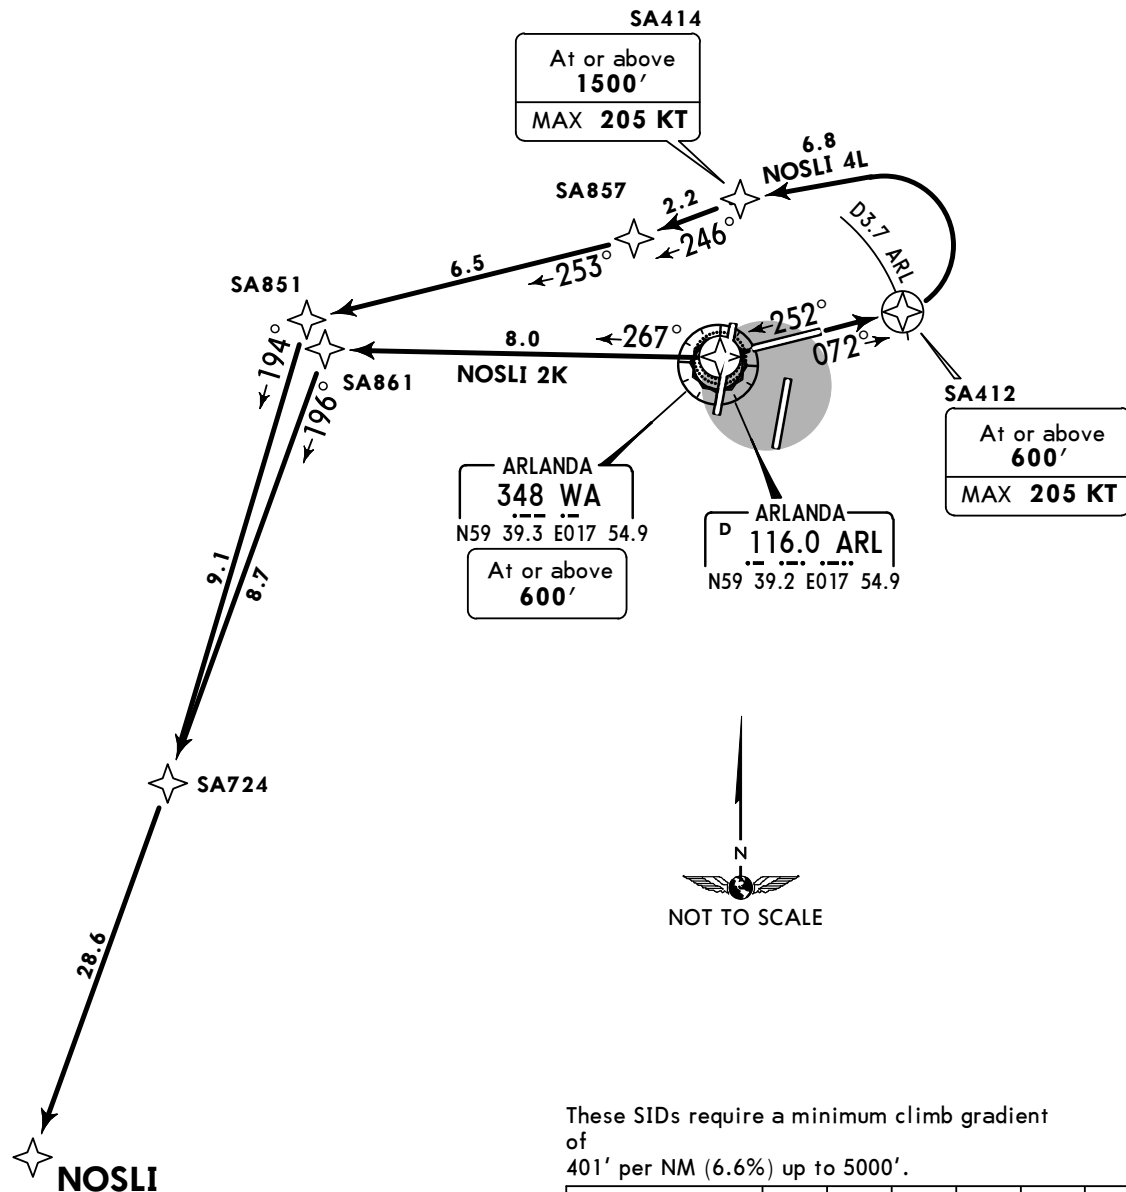 SA414
At or above
1500′
MAX 205 KT
6.8
NOSLI 4L
SA857
2.2
←246°
D3.7 ARL
6.5
←253°
SA851
←194°
8.0
←267°
NOSLI 2K
←252°
072°→
SA861
←196°
SA412
At or above
600′
MAX 205 KT
ARLANDA
348 WA
N59 39.3 E017 54.9
At or above
600′
ARLANDA
D 116.0 ARL
N59 39.2 E017 54.9
9.1
8.7
SA724
N
NOT TO SCALE
28.6
NOSLI
These SIDs require a minimum climb gradient
of
401′ per NM (6.6%) up to 5000′.